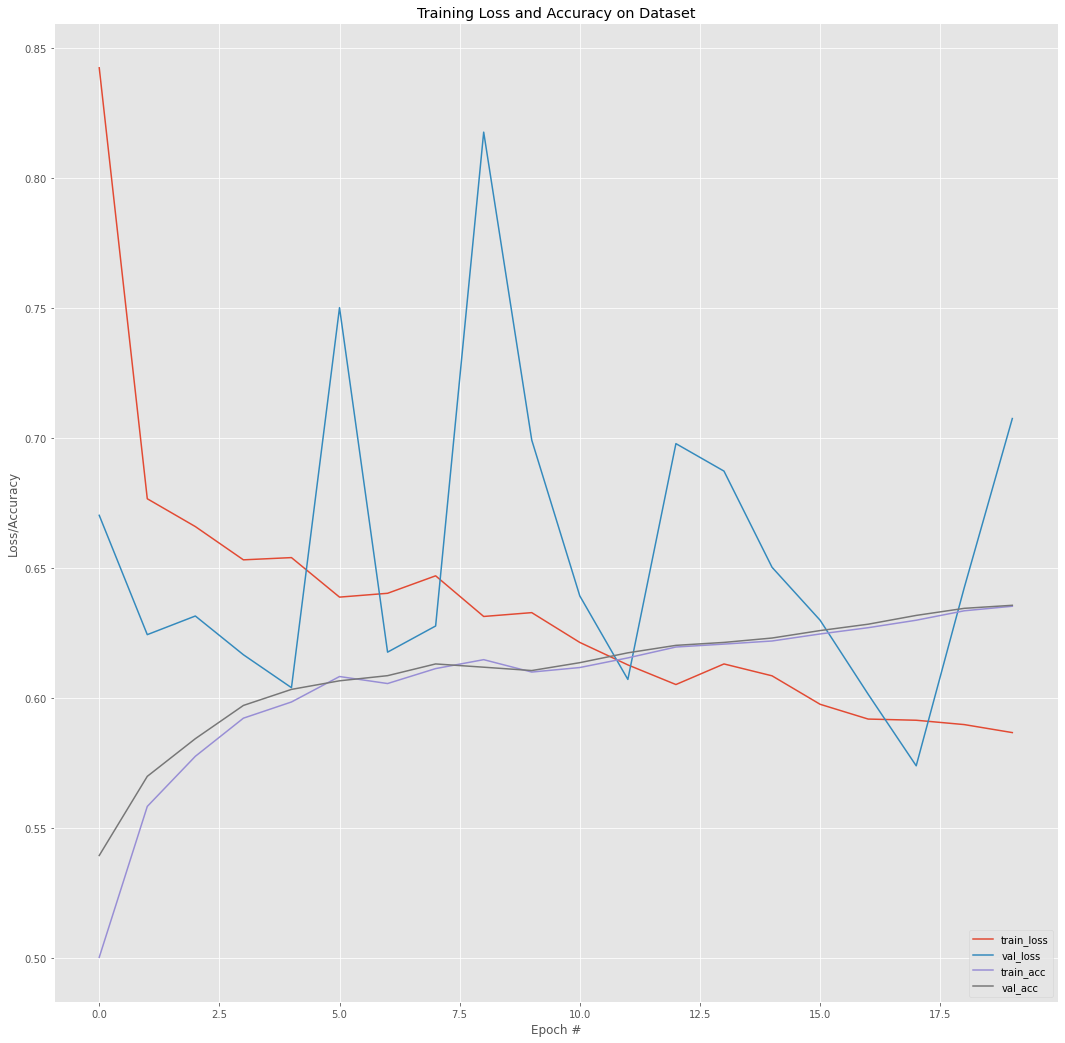 Training Loss and Accuracy on Dataset
0.85
0.80
0.75
0.70
0.65
0.60
0.55
0.50
Loss/Accuracy
0.0 2.5 5.0 7.5 10.0 12.5 15.0 17.5
Epoch #
train_loss
val_loss
train_acc
val_acc